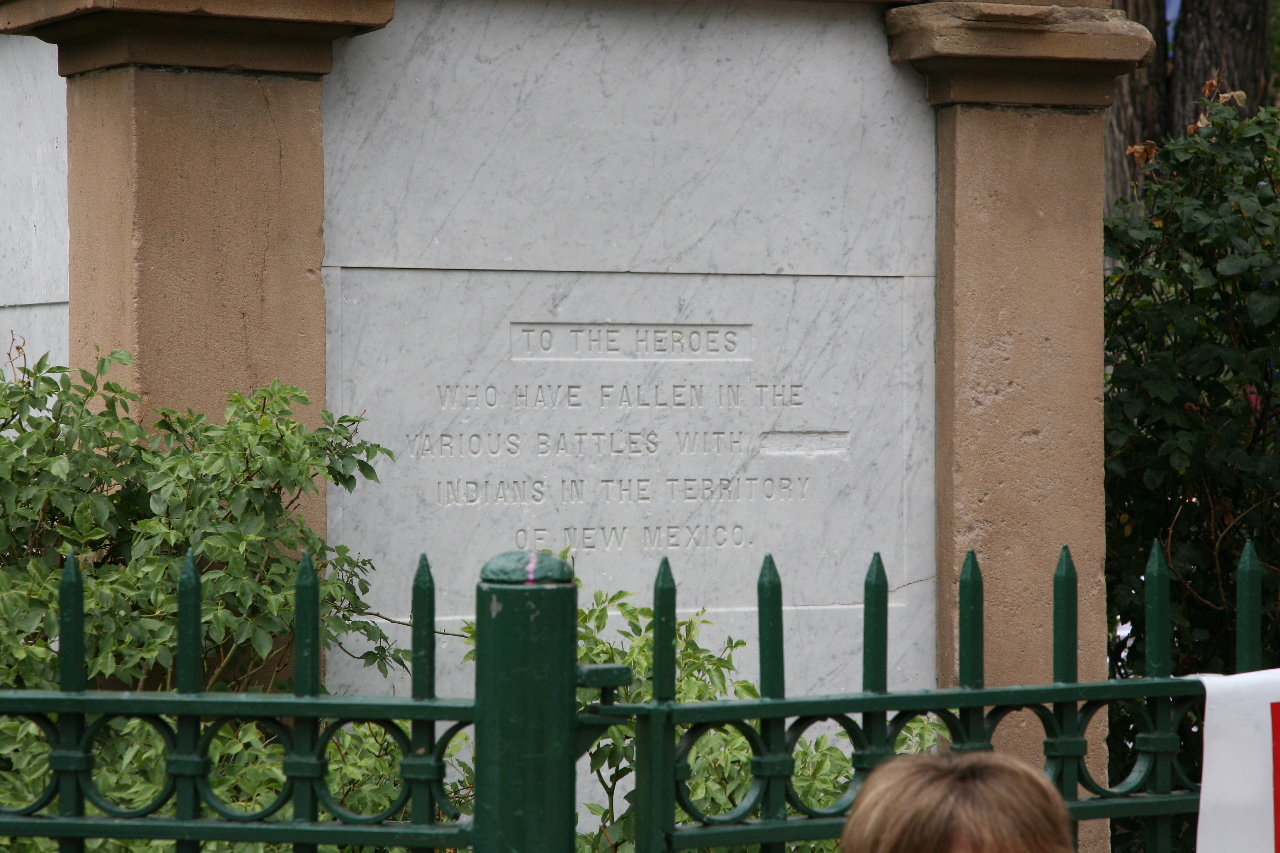 TO THE HEROES
WHO HAVE FALLEN IN THE
VARIOUS BATTLES WITH
INDIANS IN THE TERRITORY
OF NEW MEXICO.